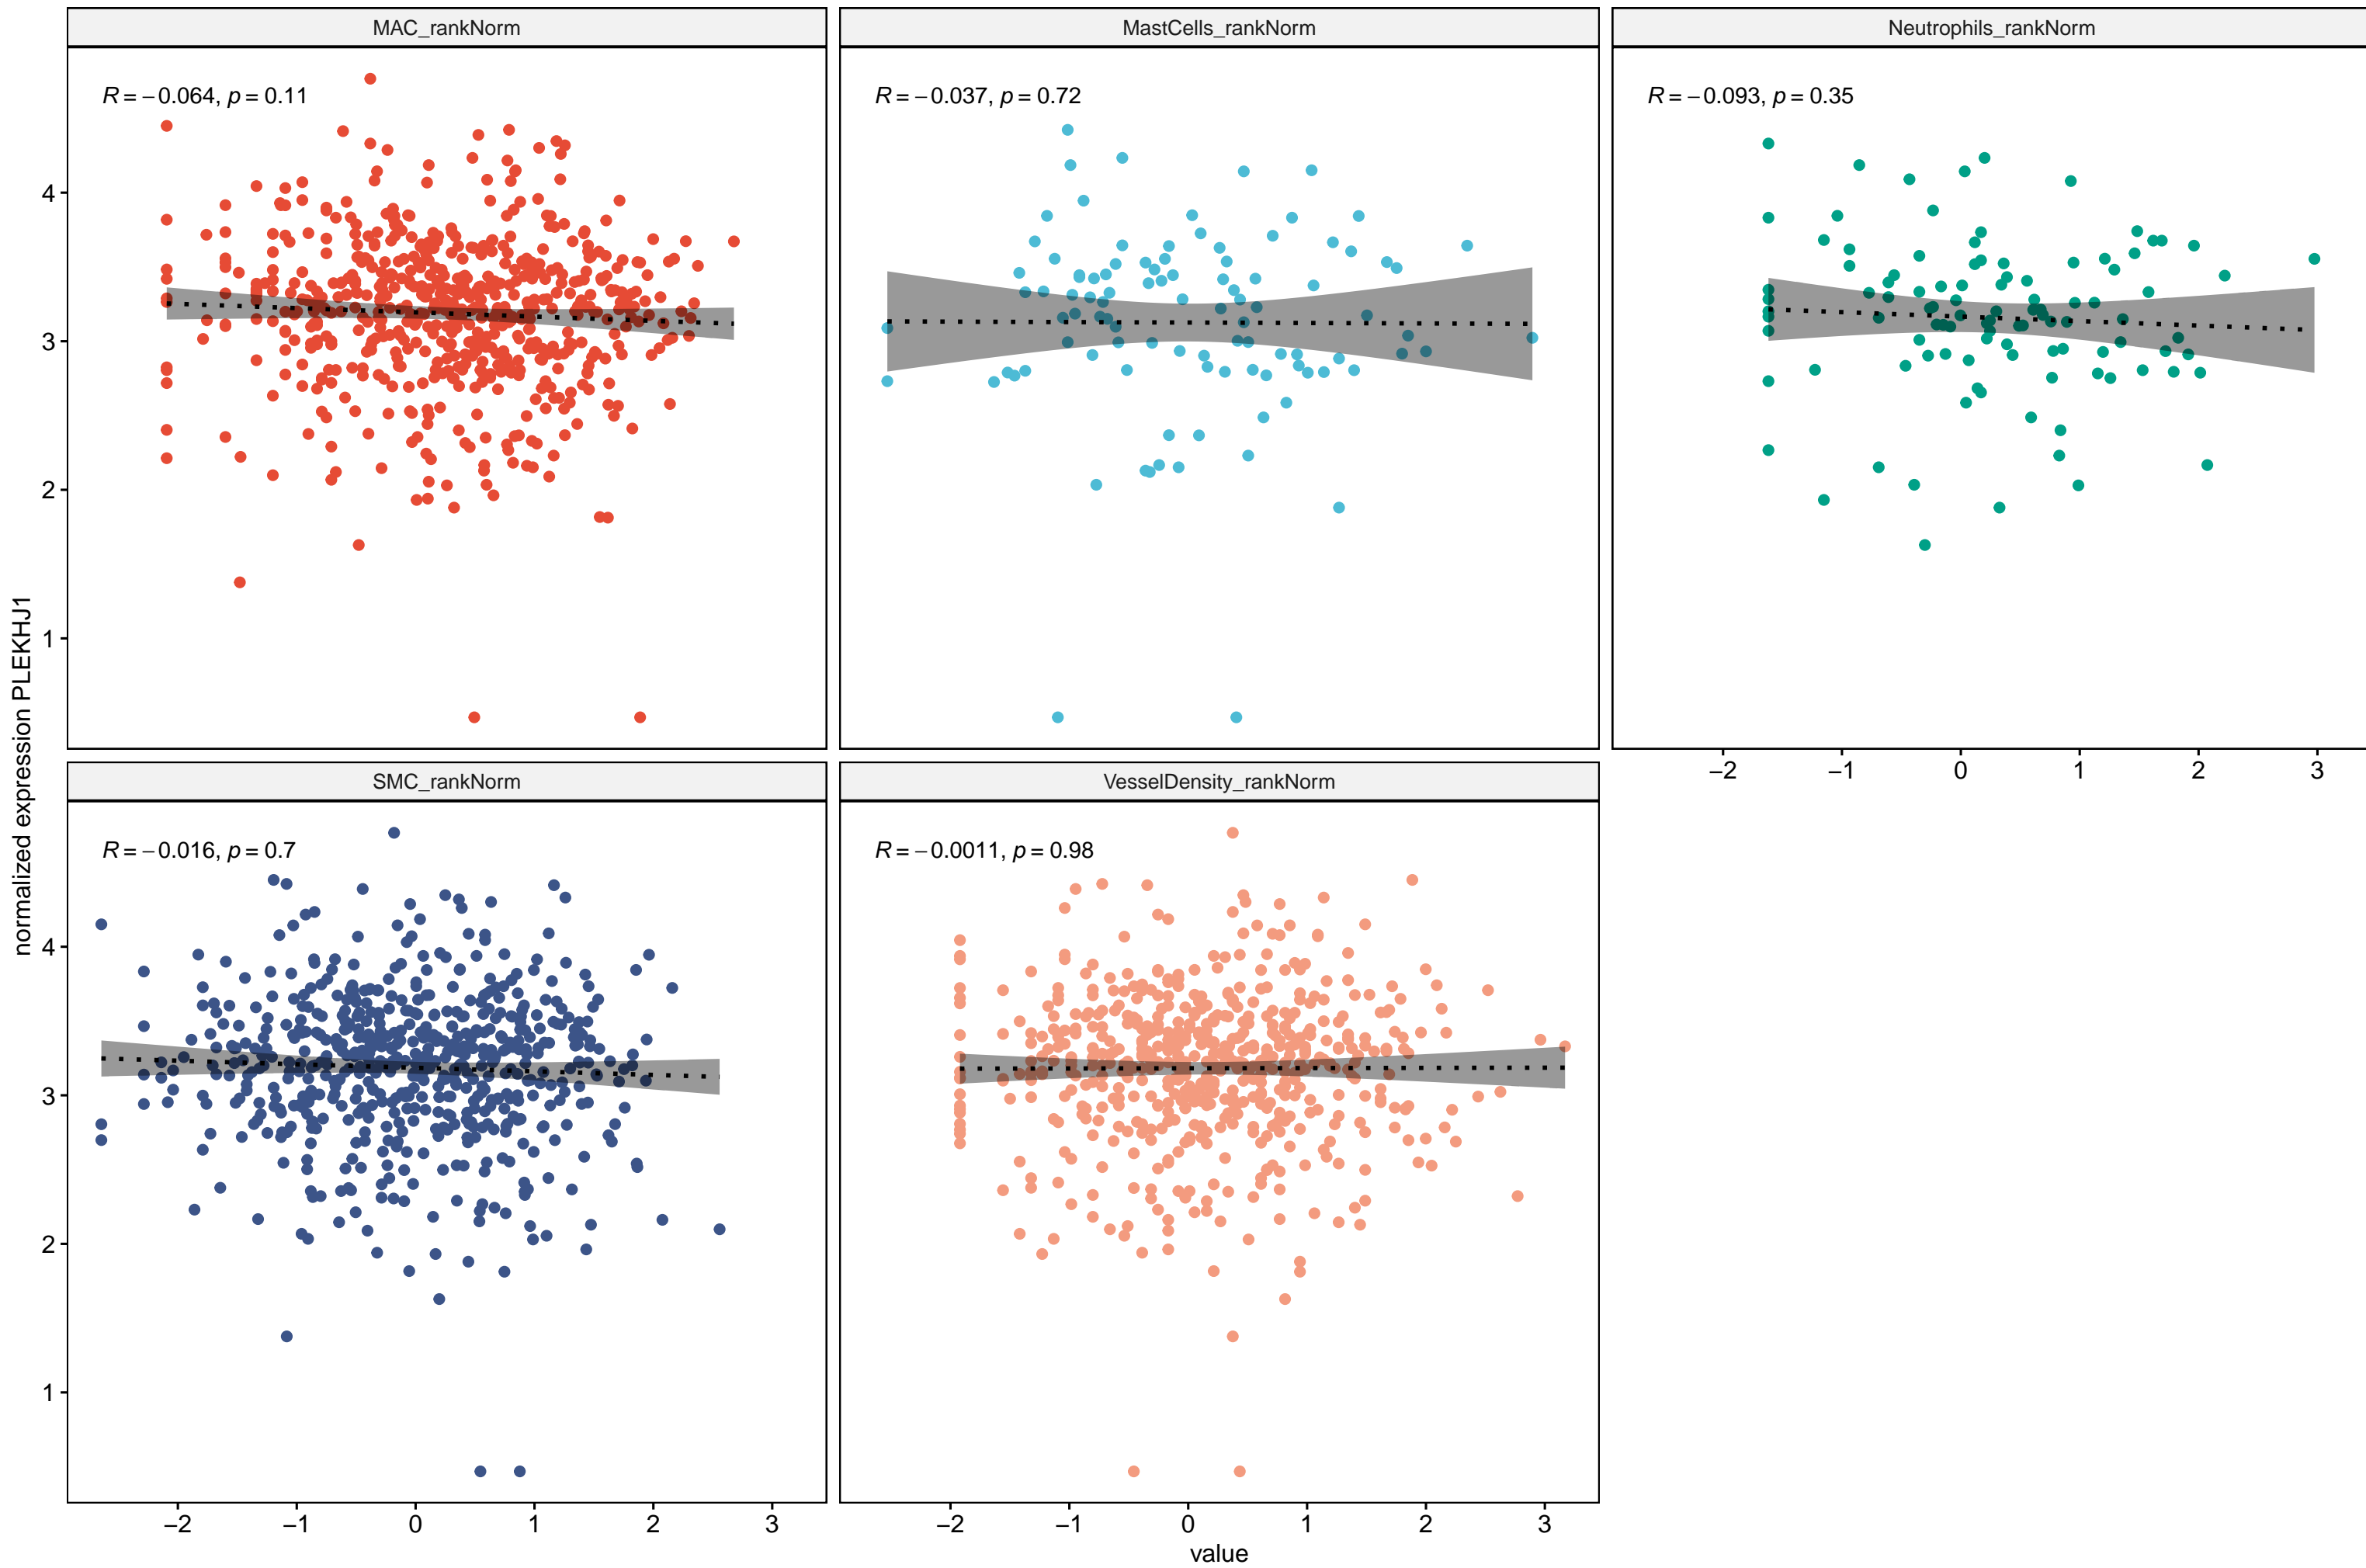 MAC_rankNorm
MastCells_rankNorm
Neutrophils_rankNorm
R = −0.064, p = 0.11
R = −0.037, p = 0.72
R = −0.093, p = 0.35
4
3
2
1
−2 −1 0 1 2 3
SMC_rankNorm
VesselDensity_rankNorm
R = −0.016, p = 0.7
R = −0.0011, p = 0.98
4
3
2
1
−2 −1 0 1 2 3
−2 −1 0 1 2 3
value
normalized expression PLEKHJ1